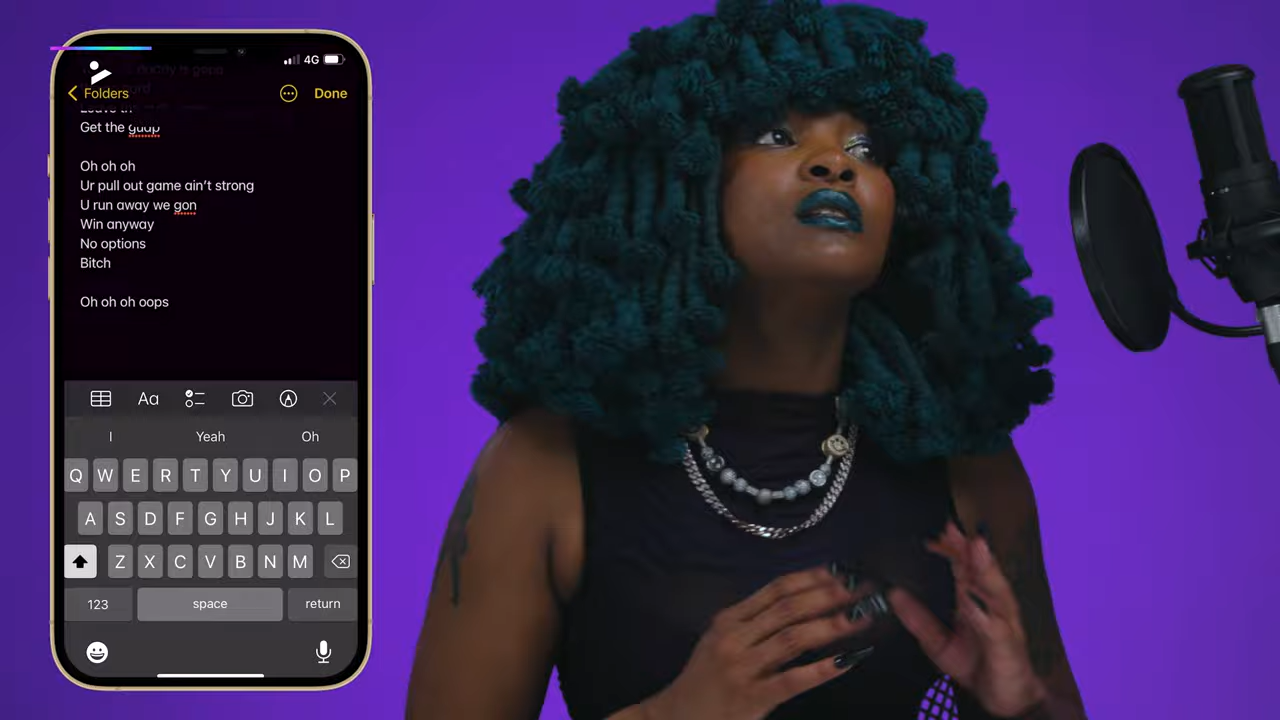 4G
Folders
Done
Get the guap
Oh oh oh
Ur pull out game ain't strong
U run away we gon
Win anyway
No options
Bitch
Oh oh oh oops
Aa
I Yeah Oh
Q W E R T Y U I O P
A S D F G H J K L
Z X C V B N M
123 space return